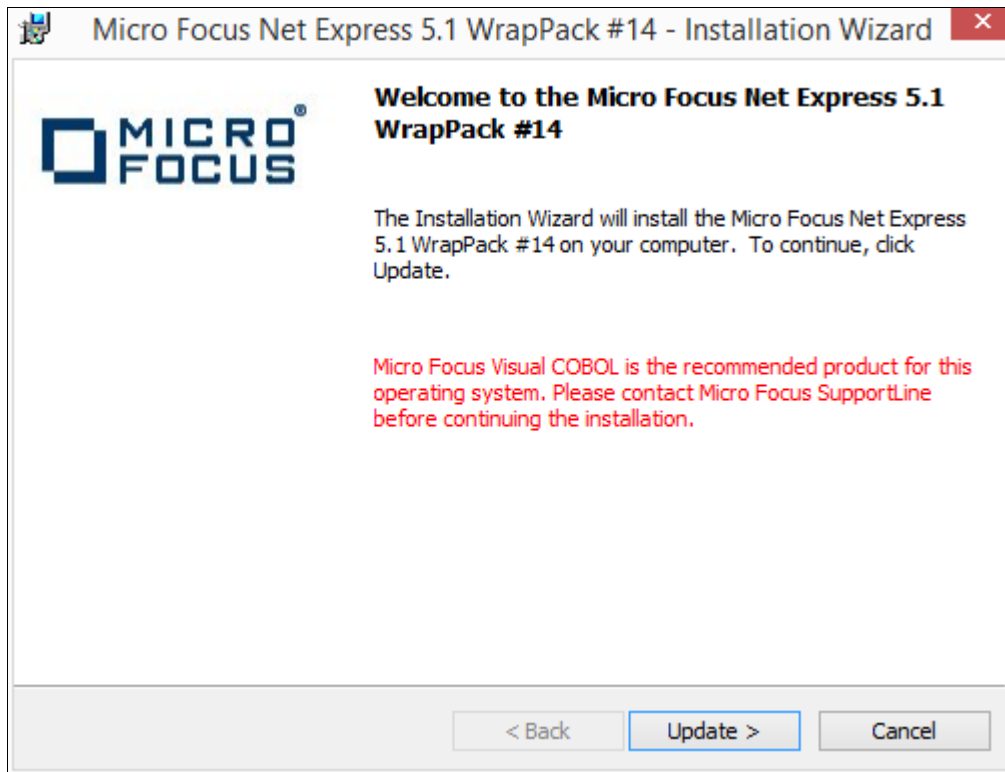 Micro Focus Net Express 5.1 WrapPack #14 - Installation Wizard
MICRO
FOCUS®
Welcome to the Micro Focus Net Express 5.1
WrapPack #14
The Installation Wizard will install the Micro Focus Net Express
5.1 WrapPack #14 on your computer.  To continue, click
Update.
Micro Focus Visual COBOL is the recommended product for this
operating system. Please contact Micro Focus SupportLine
before continuing the installation.
< Back
Update >
Cancel